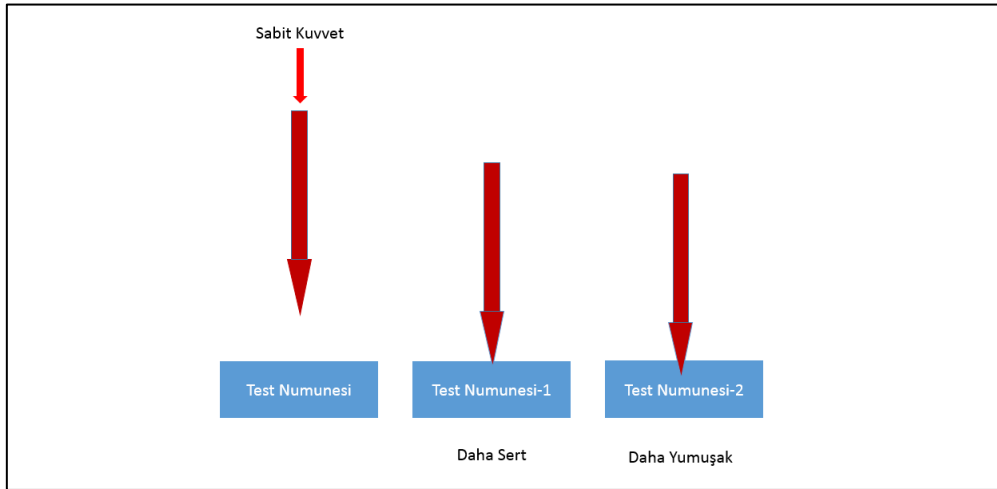 Sabit Kuvvet
Test Numunesi
Test Numunesi-1
Test Numunesi-2
Daha Sert
Daha Yumuşak